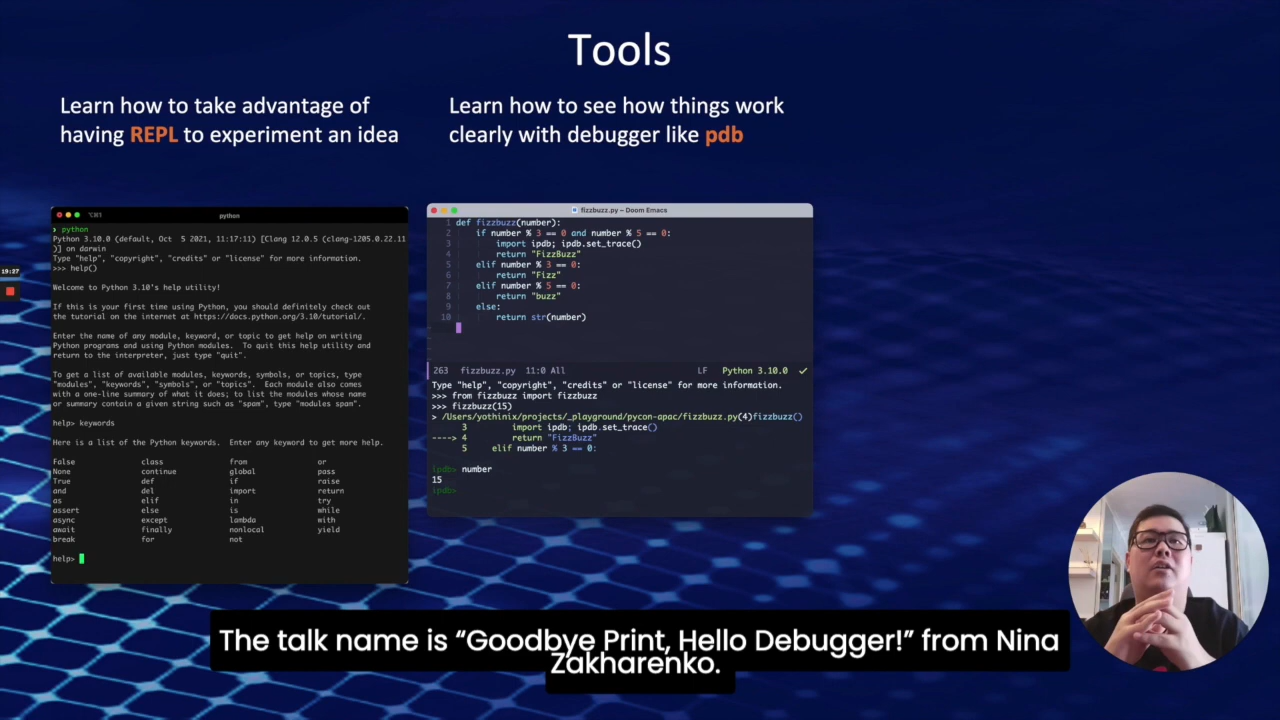 Tools
Learn how to take advantage of
having REPL to experiment an idea
Learn how to see how things work
clearly with debugger like pdb
⌥⌘1
python
› python
Python 3.10.0 (default, Oct  5 2021, 11:17:11) [Clang 12.0.5 (clang-1205.0.22.11
)] on darwin
Type "help", "copyright", "credits" or "license" for more information.
>>> help()
Welcome to Python 3.10's help utility!
If this is your first time using Python, you should definitely check out
the tutorial on the internet at https://docs.python.org/3.10/tutorial/.
Enter the name of any module, keyword, or topic to get help on writing
Python programs and using Python modules.  To quit this help utility and
return to the interpreter, just type "quit".
To get a list of available modules, keywords, symbols, or topics, type
"modules", "keywords", "symbols", or "topics".  Each module also comes
with a one-line summary of what it does; to list the modules whose name
or summary contain a given string such as "spam", type "modules spam".
help> keywords
Here is a list of the Python keywords.  Enter any keyword to get more help.
False class from or
None continue global pass
True def if raise
and del import return
as elif in try
assert else is while
async except lambda with
await finally nonlocal yield
break for not
help>
fizzbuzz.py – Doom Emacs
1 def fizzbuzz(number):
2 if number % 3 == 0 and number % 5 == 0:
3 import ipdb; ipdb.set_trace()
4 return "FizzBuzz"
5 elif number % 3 == 0:
6 return "Fizz"
7 elif number % 5 == 0:
8 return "buzz"
9 else:
10 return str(number)
263 fizzbuzz.py 11:0 All LF Python 3.10.0 ✓
Type "help", "copyright", "credits" or "license" for more information.
>>> from fizzbuzz import fizzbuzz
>>> fizzbuzz(15)
> /Users/yothinix/projects/_playground/pycon-apac/fizzbuzz.py(4)fizzbuzz()
3 import ipdb; ipdb.set_trace()
----> 4 return "FizzBuzz"
5 elif number % 3 == 0:
ipdb> number
15
ipdb>
19:27
The talk name is “Goodbye Print, Hello Debugger!” from Nina
Zakharenko.